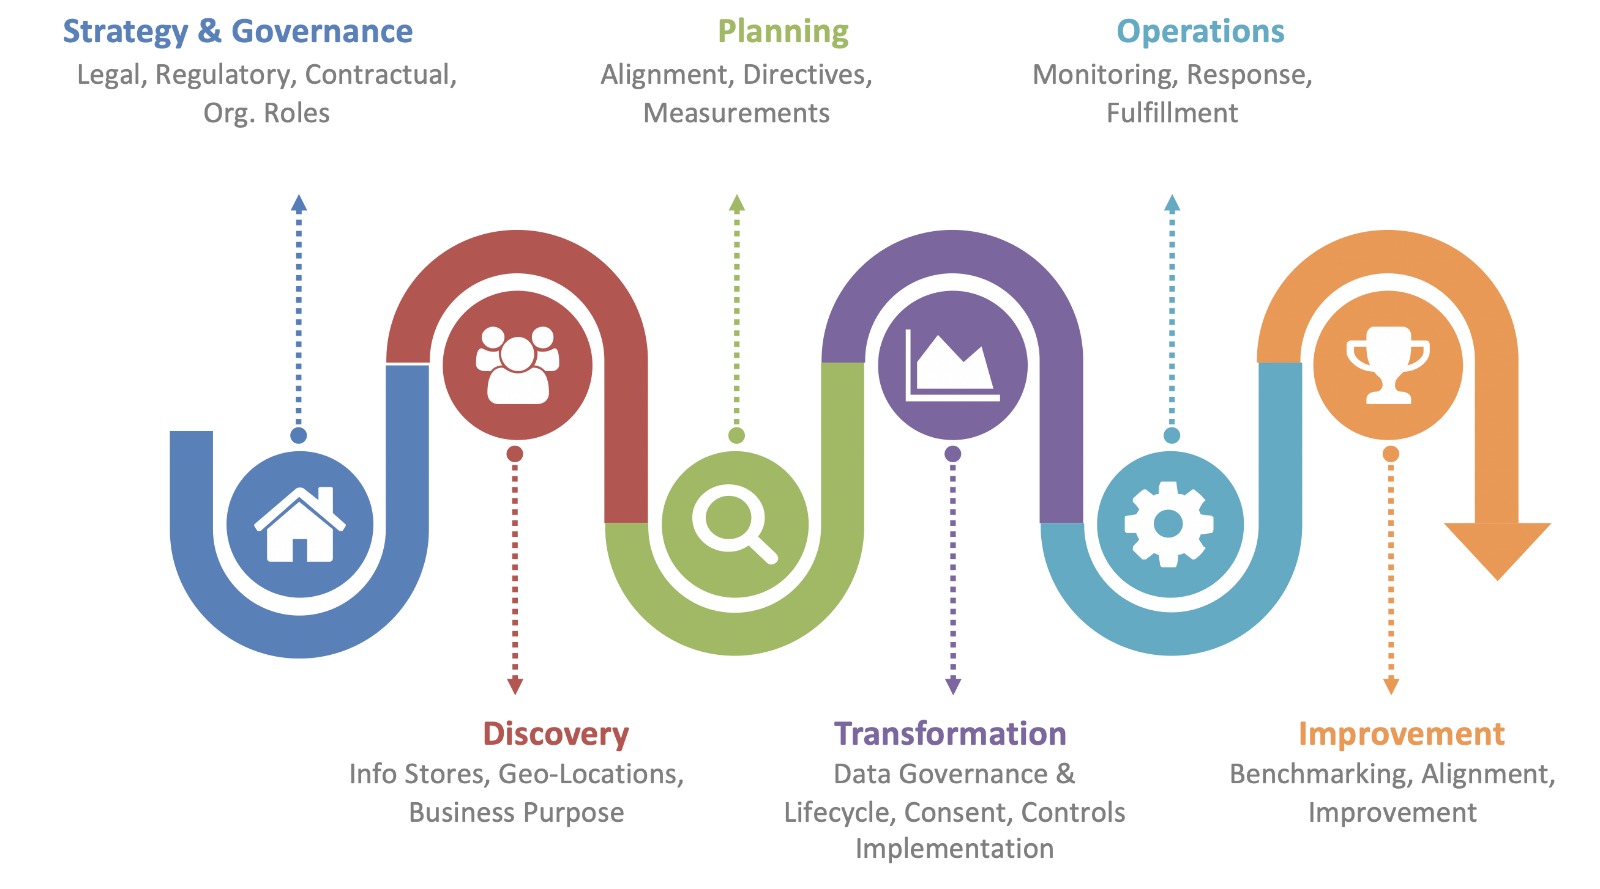 Strategy & Governance
Legal, Regulatory, Contractual,
Org. Roles
Planning
Alignment, Directives,
Measurements
Operations
Monitoring, Response,
Fulfillment
Discovery
Info Stores, Geo-Locations,
Business Purpose
Transformation
Data Governance &
Lifecycle, Consent, Controls
Implementation
Improvement
Benchmarking, Alignment,
Improvement